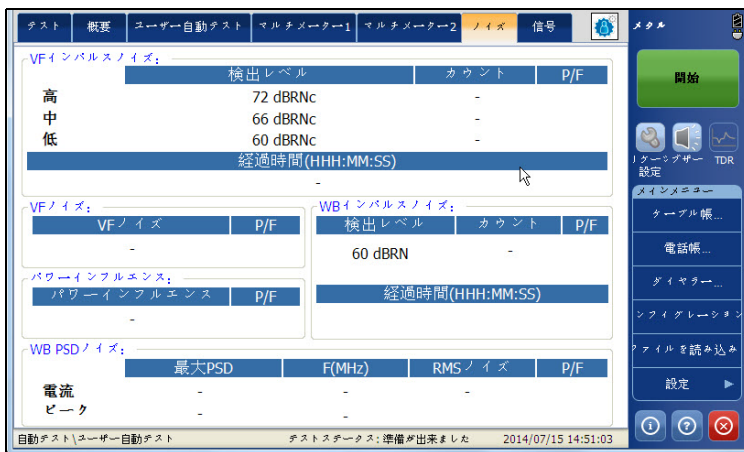 テスト 概要 ユーザー自動テスト マルチメーター1 マルチメーター2 ノイズ 信号
VFインパルスノイズ:
検出レベル カウント P/F
高 72 dBRNc -
中 66 dBRNc -
低 60 dBRNc -
経過時間(HHH:MM:SS)
-
VFノイズ:
VFノイズ P/F
-
WBインパルスノイズ:
検出レベル カウント P/F
60 dBRN -
経過時間(HHH:MM:SS)
パワーインフルエンス:
パワーインフルエンス P/F
-
WB PSDノイズ:
最大PSD F(MHz) RMSノイズ P/F
電流 - - -
ピーク - -
自動テスト\ユーザー自動テスト テストステータス:準備が出来ました 2014/07/15 14:51:03
メタル
開始
TDR
設定
メインメニュー
ケーブル帳...
電話帳...
ダイヤラー...
ンフィグレーション
ファイルを読み込み
設定